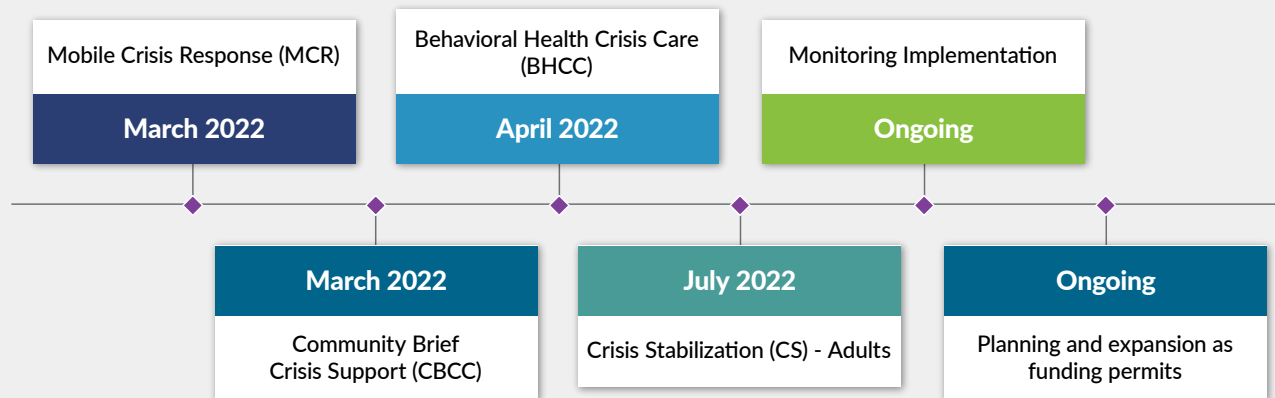 Mobile Crisis Response (MCR)
March 2022
March 2022
Community Brief
Crisis Support (CBCC)
Behavioral Health Crisis Care
(BHCC)
April 2022
July 2022
Crisis Stabilization (CS) - Adults
Monitoring Implementation
Ongoing
Ongoing
Planning and expansion as
funding permits